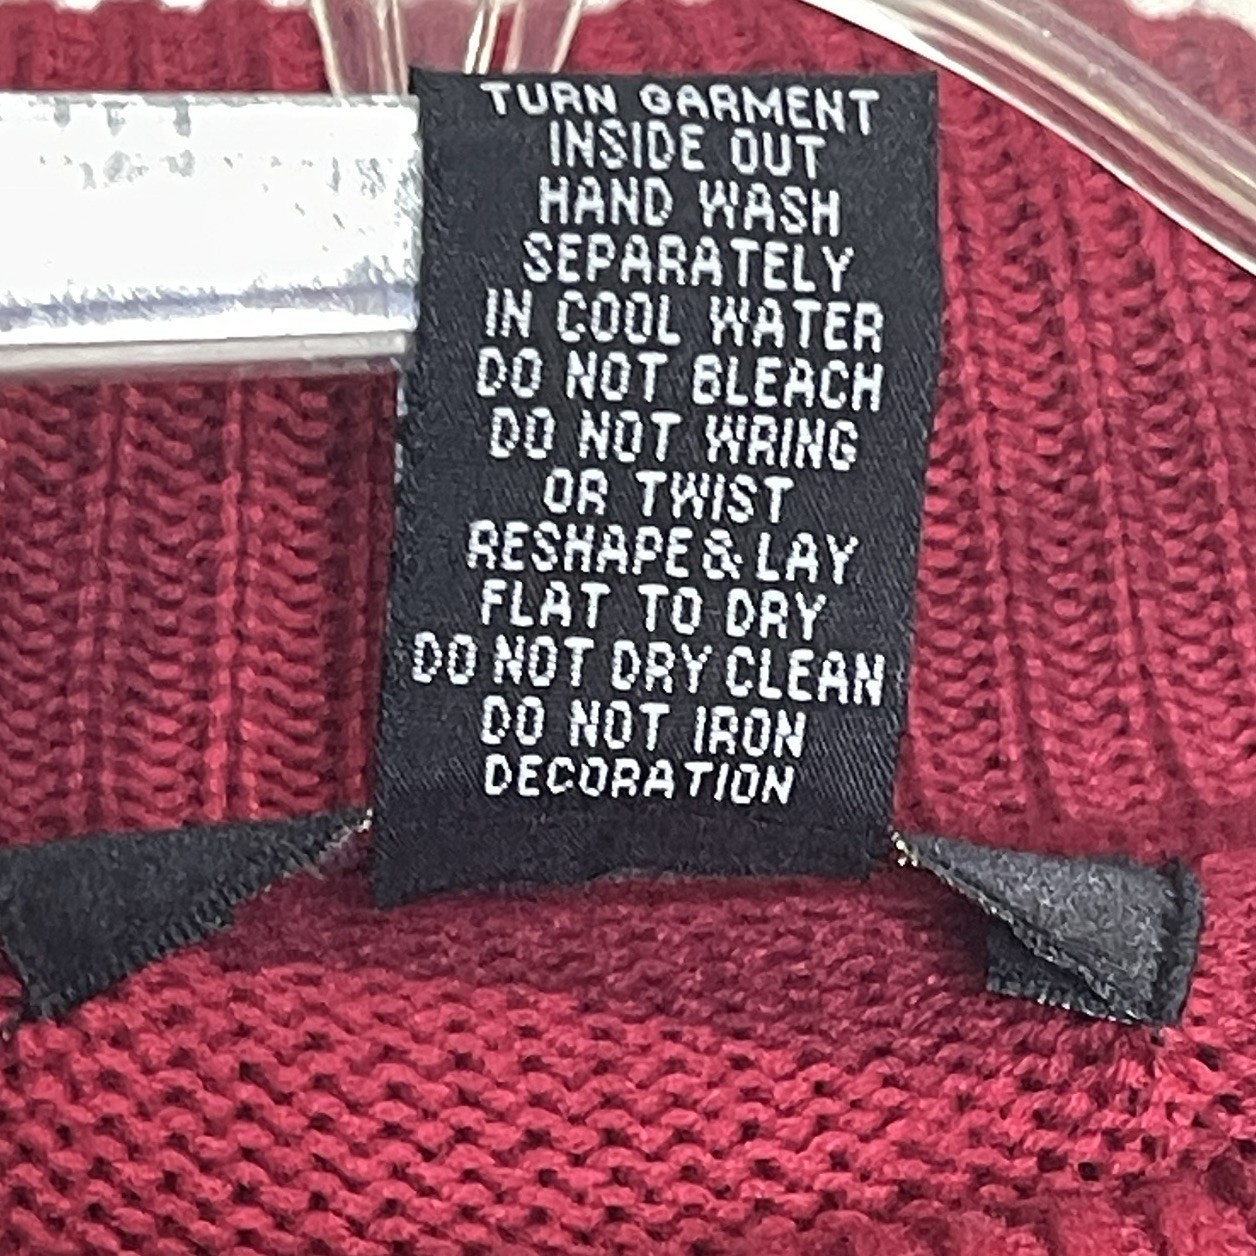 TURN GARMENT
INSIDE OUT
HAND WASH
SEPARATELY
IN COOL WATER
DO NOT BLEACH
DO NOT WRING
OR TWIST
RESHAPE & LAY
FLAT TO DRY
DO NOT DRY CLEAN
DO NOT IRON
DECORATION